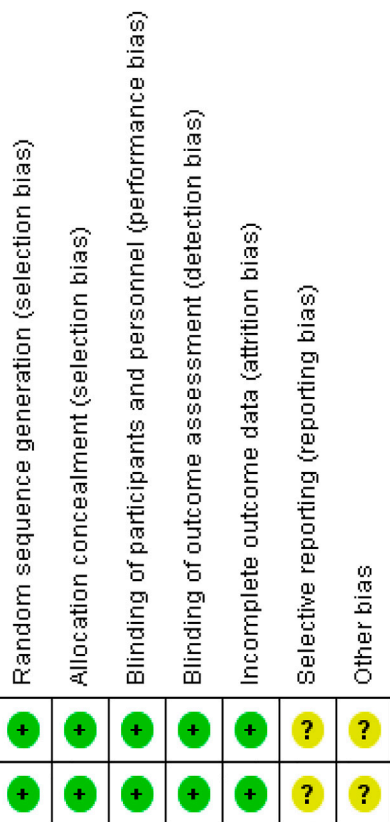 Random sequence generation (selection bias)
Allocation concealment (selection bias)
Blinding of participants and personnel (performance bias)
Blinding of outcome assessment (detection bias)
Incomplete outcome data (attrition bias)
Selective reporting (reporting bias)
Other bias
+ + + + + ? ?
+ + + + + ? ?